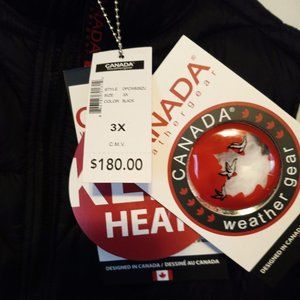 CANADA
weather gear
STYLE
SIZE 3X
COLOR BLACK
3X
C.M.V.
$180.00
CANADA
HEAT
DESIGNED IN CANADA / DESSINÉ AU CANADA
CANADA
weather gear
DESIGNED IN CANADA